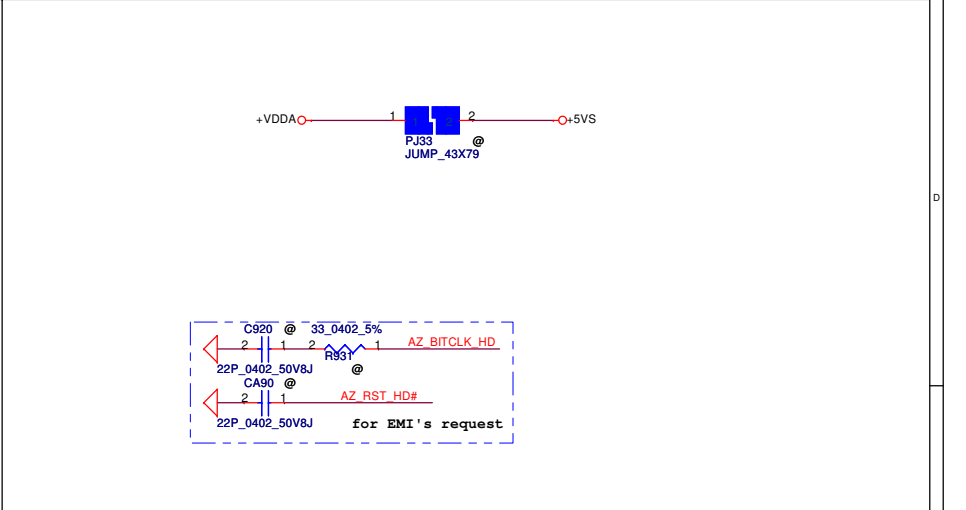 +VDDA 1 1 2 2 +5VS
PJ33 @
JUMP_43X79
D
C920 @ 33_0402_5%
2 1 2 1 AZ_BITCLK_HD
R931
22P_0402_50V8J @
CA90 @
2 1 AZ_RST_HD#
22P_0402_50V8J for EMI's request